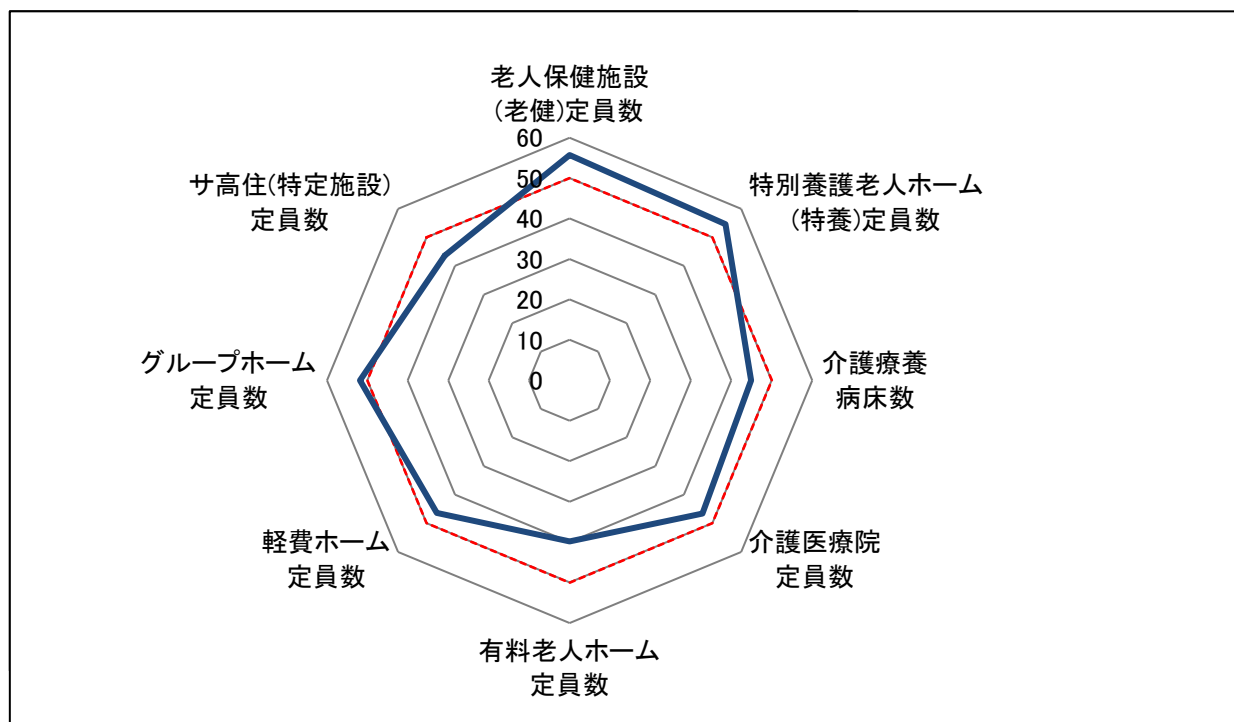 老人保健施設
(老健)定員数
特別養護老人ホーム
(特養)定員数
介護療養
病床数
介護医療院
定員数
有料老人ホーム
定員数
軽費ホーム
定員数
グループホーム
定員数
サ高住(特定施設)
定員数
60
50
40
30
20
10
0